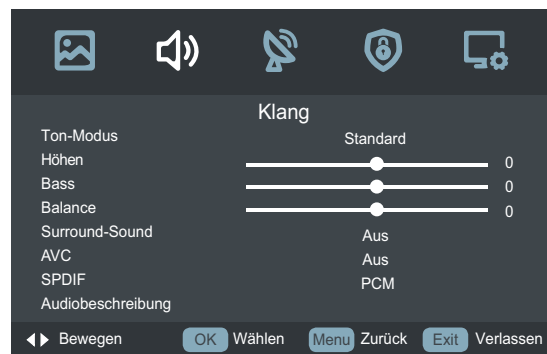 Klang
Ton-Modus Standard
Höhen 0
Bass 0
Balance 0
Surround-Sound Aus
AVC Aus
SPDIF PCM
Audiobeschreibung
Bewegen OK Wählen Menu Zurück Exit Verlassen